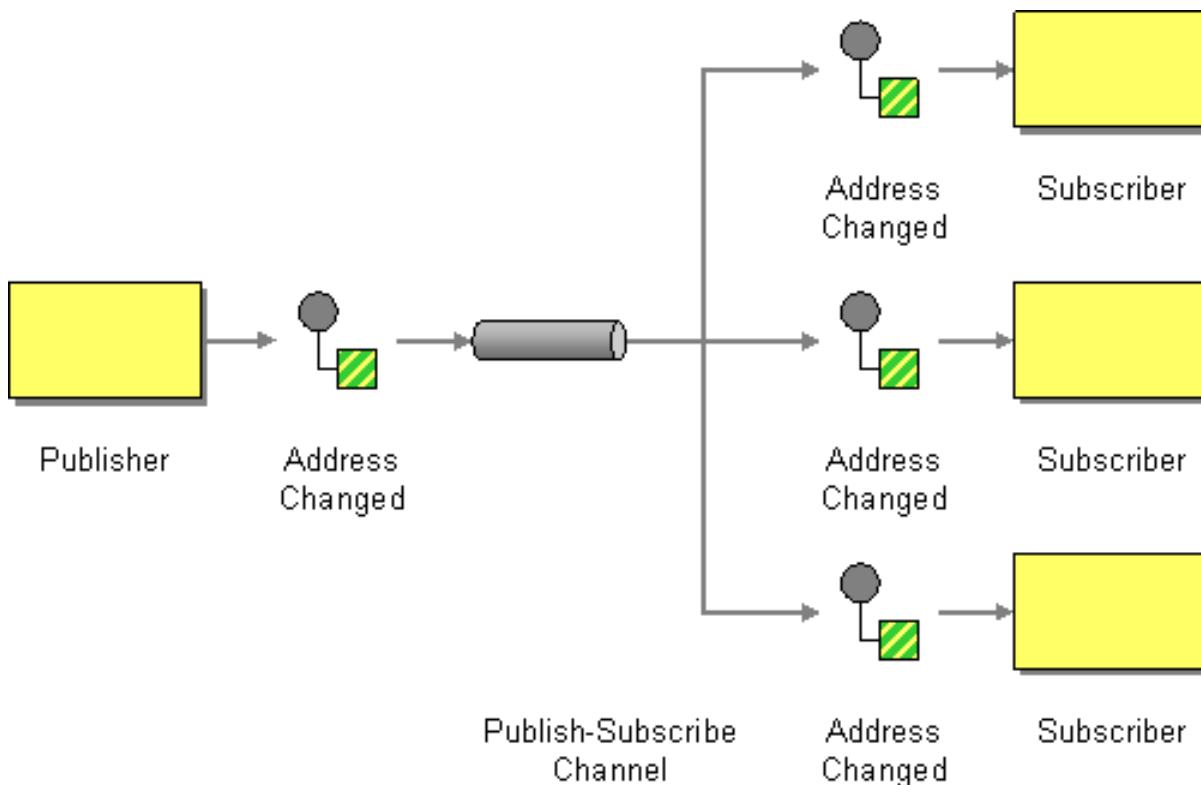 Address
Changed
Subscriber
Publisher
Address
Changed
Address
Changed
Subscriber
Publish-Subscribe
Channel
Address
Changed
Subscriber